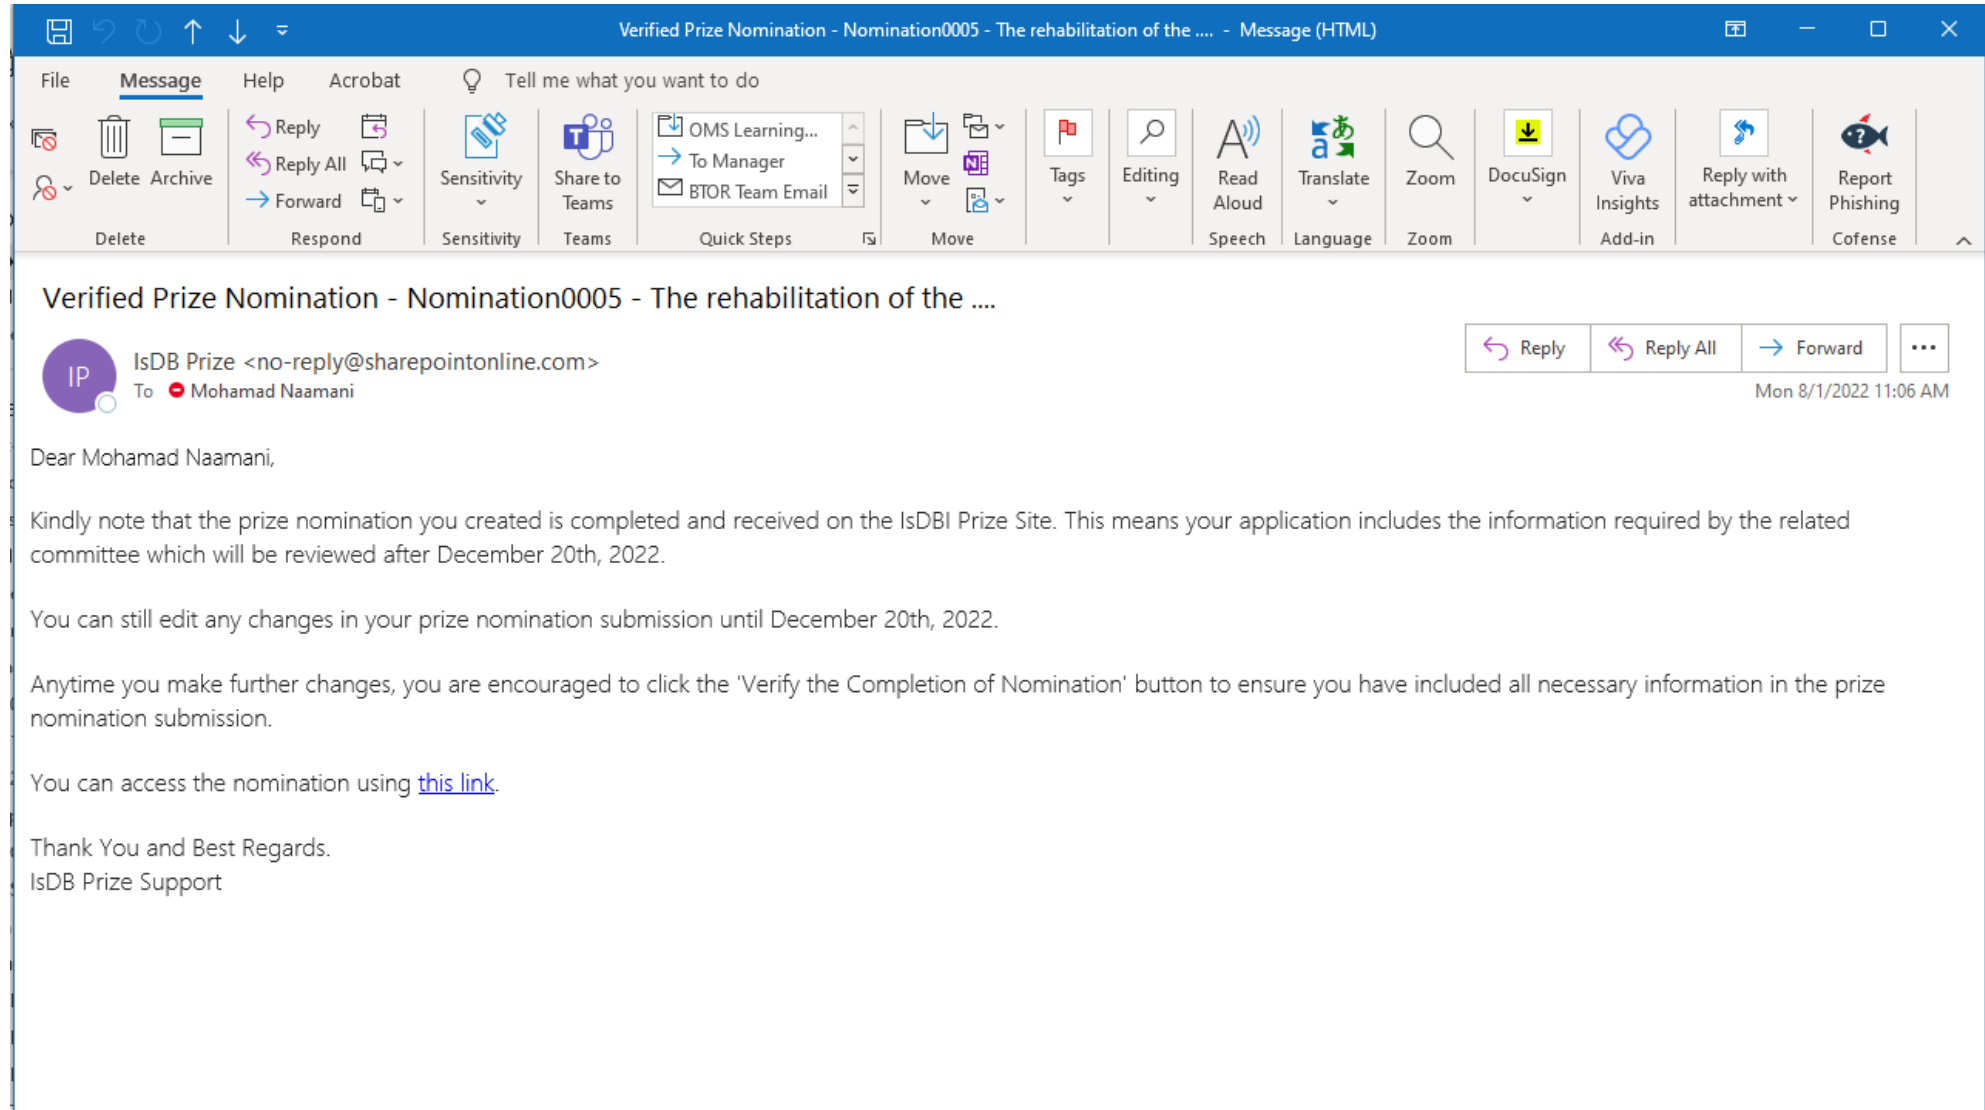 Verified Prize Nomination - Nomination0005 - The rehabilitation of the .... - Message (HTML)
File Message Help Acrobat Tell me what you want to do
Delete
Archive
Reply
Reply All
Forward
Sensitivity
Share to
Teams
OMS Learning...
To Manager
BTOR Team Email
Move
Tags
Editing
Read
Aloud
Translate
Zoom
DocuSign
Viva
Insights
Reply with
attachment
Report
Phishing
Delete Respond Sensitivity Teams Quick Steps Move Speech Language Zoom Add-in Cofense
Verified Prize Nomination - Nomination0005 - The rehabilitation of the ....
IP
IsDB Prize <no-reply@sharepointonline.com>
To Mohamad Naamani
Reply Reply All Forward
Mon 8/1/2022 11:06 AM
Dear Mohamad Naamani,
Kindly note that the prize nomination you created is completed and received on the IsDBI Prize Site. This means your application includes the information required by the related
committee which will be reviewed after December 20th, 2022.
You can still edit any changes in your prize nomination submission until December 20th, 2022.
Anytime you make further changes, you are encouraged to click the 'Verify the Completion of Nomination' button to ensure you have included all necessary information in the prize
nomination submission.
You can access the nomination using this link.
Thank You and Best Regards.
IsDB Prize Support